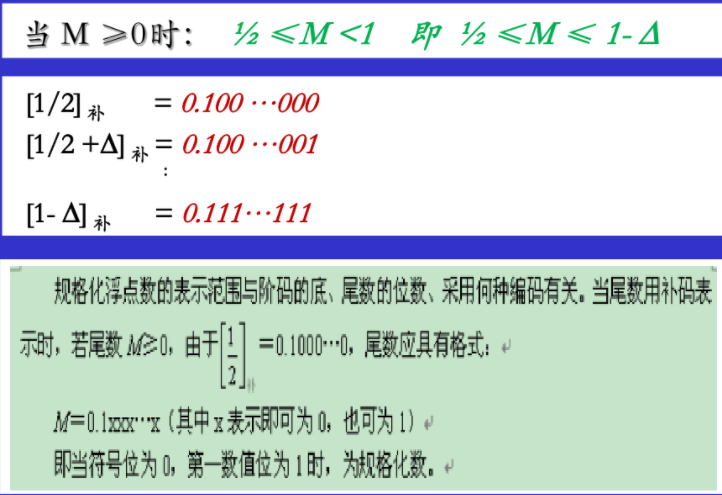 当 M ≥0时： ½ ≤M <1 即 ½ ≤M ≤ 1- Δ
[1/2] 补 = 0.100 ···000
[1/2 +Δ] 补 = 0.100 ···001
:
[1- Δ] 补 = 0.111···111
规格化浮点数的表示范围与阶码的底、尾数的位数、采用何种编码有关。当尾数用补码表
示时，若尾数 M≥0，由于[1/2]补 =0.1000···0，尾数应具有格式：
M=0.1xxx···x（其中 x 表示即可为 0，也可为 1）
即当符号位为 0，第一数值位为 1 时，为规格化数。